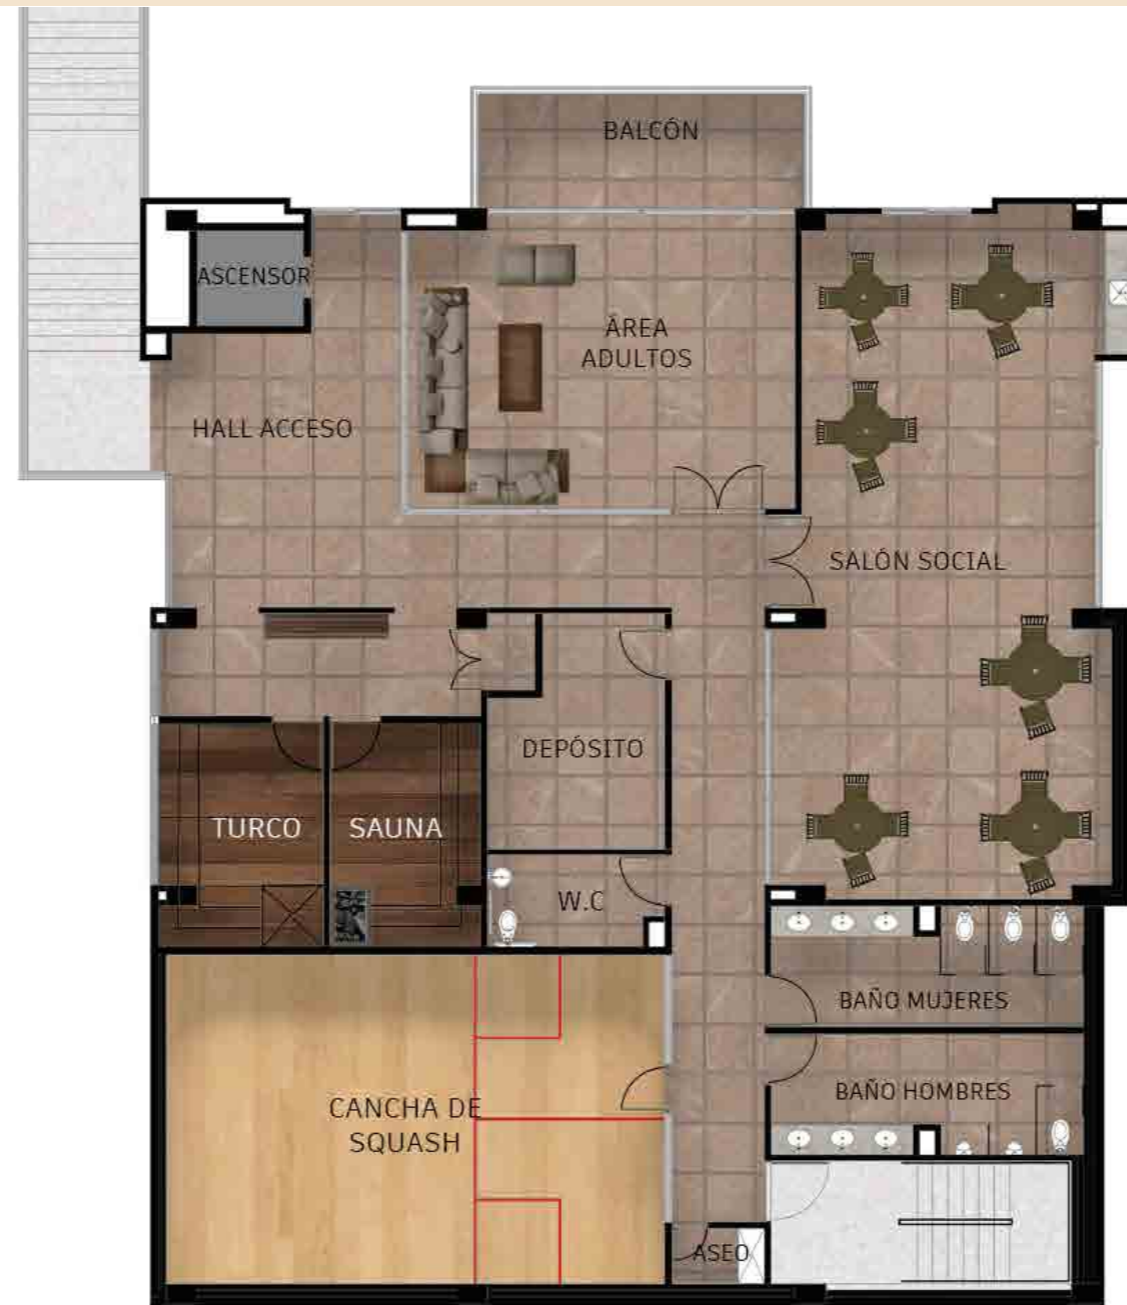 BALCÓN
ASCENSOR
ÁREA
ADULTOS
HALL ACCESO
SALÓN SOCIAL
DEPÓSITO
TURCO
SAUNA
W.C
BAÑO MUJERES
BAÑO HOMBRES
CANCHA DE
SQUASH
ASEO